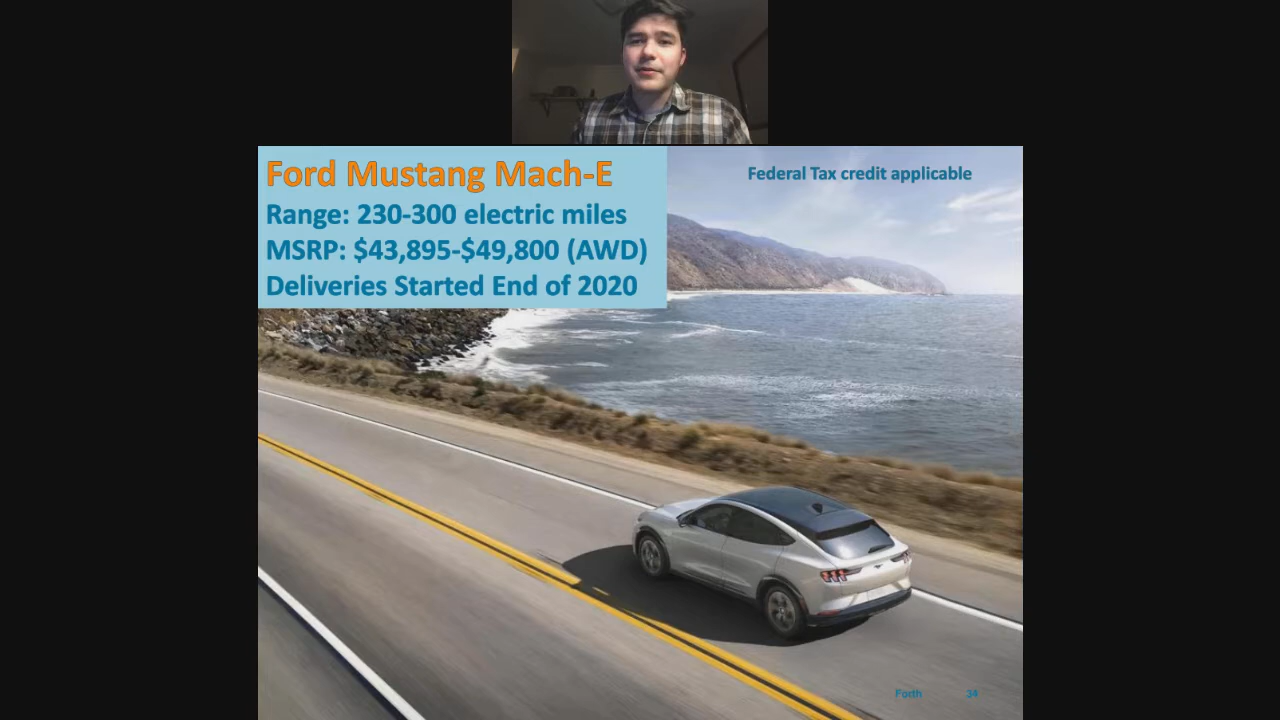 Ford Mustang Mach-E
Federal Tax credit applicable
Range: 230-300 electric miles
MSRP: $43,895-$49,800 (AWD)
Deliveries Started End of 2020
Forth 34